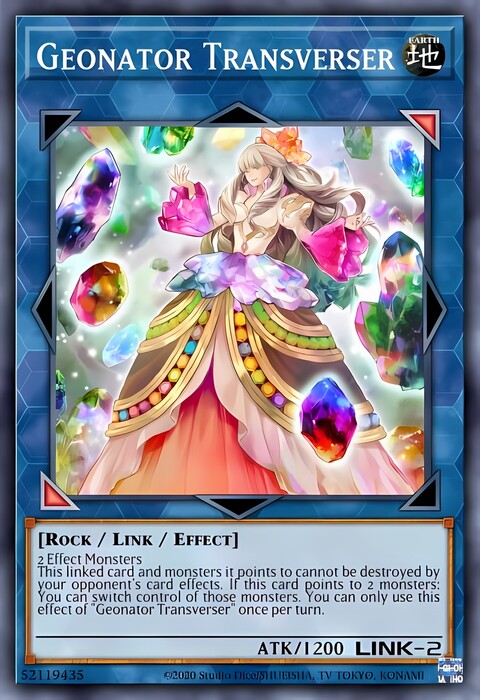 GEONATOR TRANSVERSER
EARTH
地
[ROCK / LINK / EFFECT]
2 Effect Monsters
This linked card and monsters it points to cannot be destroyed by
your opponent's card effects. If this card points to 2 monsters:
You can switch control of those monsters. You can only use this
effect of "Geonator Transverser" once per turn.
ATK/1200 LINK-2
52119435
©2020 Studio Dice/SHUEISHA, TV TOKYO, KONAMI